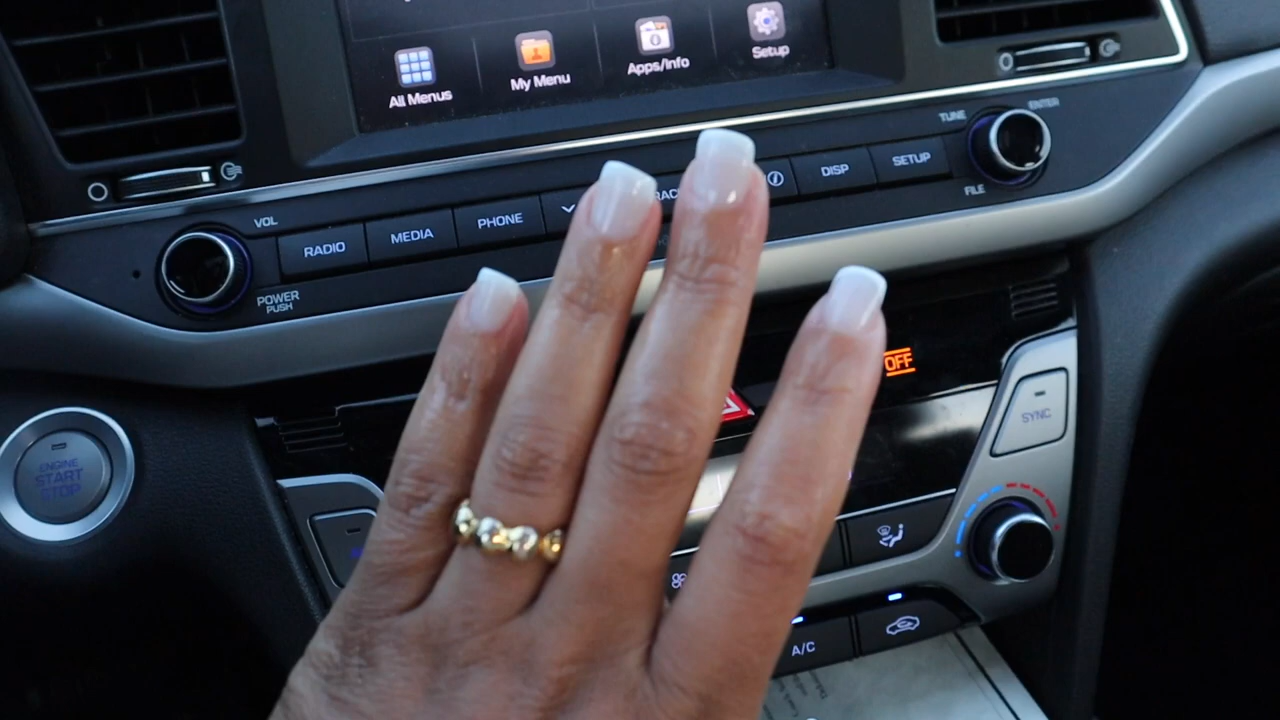 All Menus
My Menu
Apps/Info
Setup
VOL
RADIO
MEDIA
PHONE
DISP
SETUP
TUNE
ENTER
FILE
POWER
PUSH
OFF
SYNC
ENGINE
START
STOP
A/C